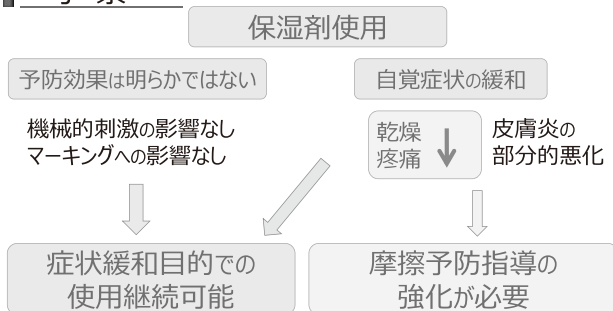 保湿剤使用
予防効果は明らかではない
自覚症状の緩和
機械的刺激の影響なし
マーキングへの影響なし
乾燥
疼痛
皮膚炎の
部分的悪化
症状緩和目的での
使用継続可能
摩擦予防指導の
強化が必要